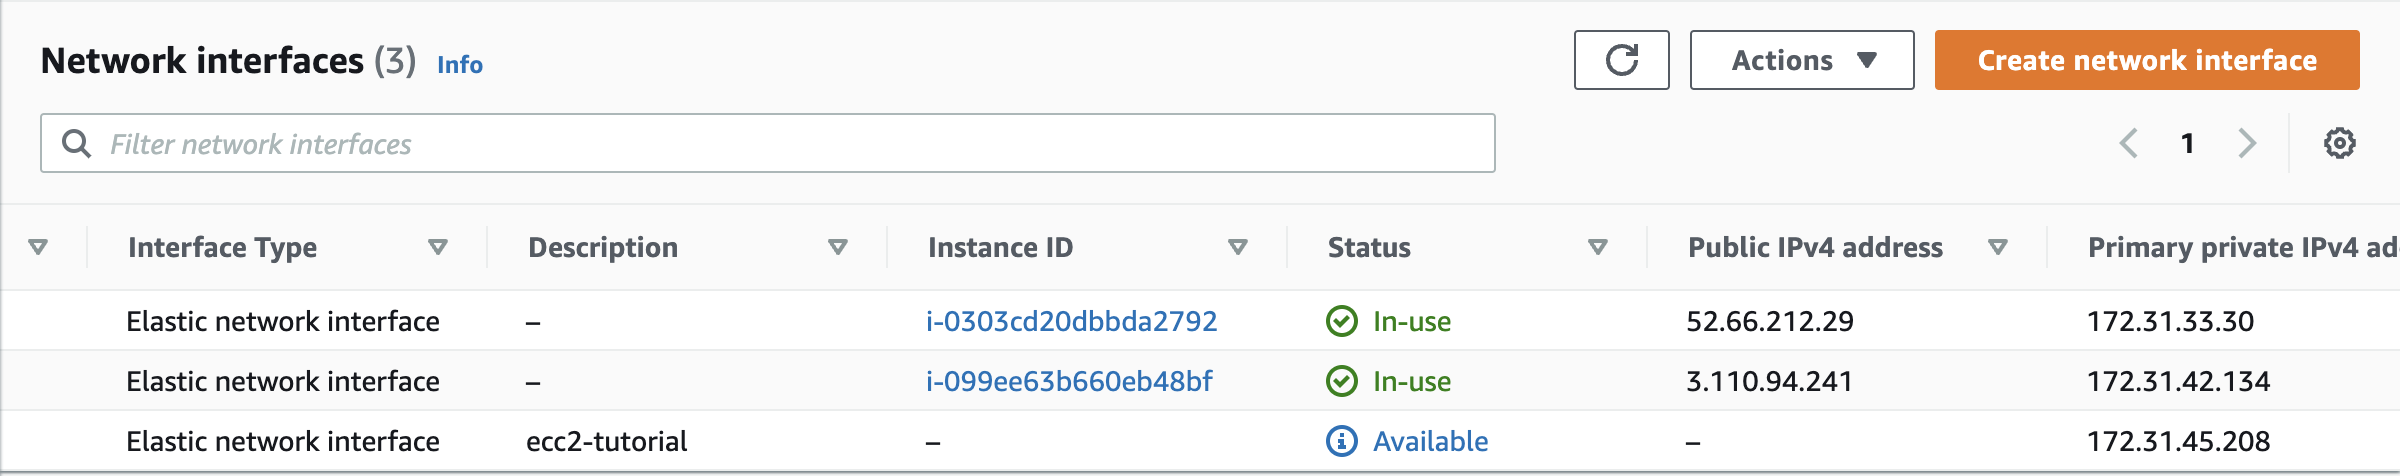 Network interfaces (3) Info
Actions
Create network interface
Filter network interfaces
1
Interface Type Description Instance ID Status Public IPv4 address Primary private IPv4 ad
Elastic network interface – i-0303cd20dbbda2792 In-use 52.66.212.29 172.31.33.30
Elastic network interface – i-099ee63b660eb48bf In-use 3.110.94.241 172.31.42.134
Elastic network interface ecc2-tutorial – Available – 172.31.45.208